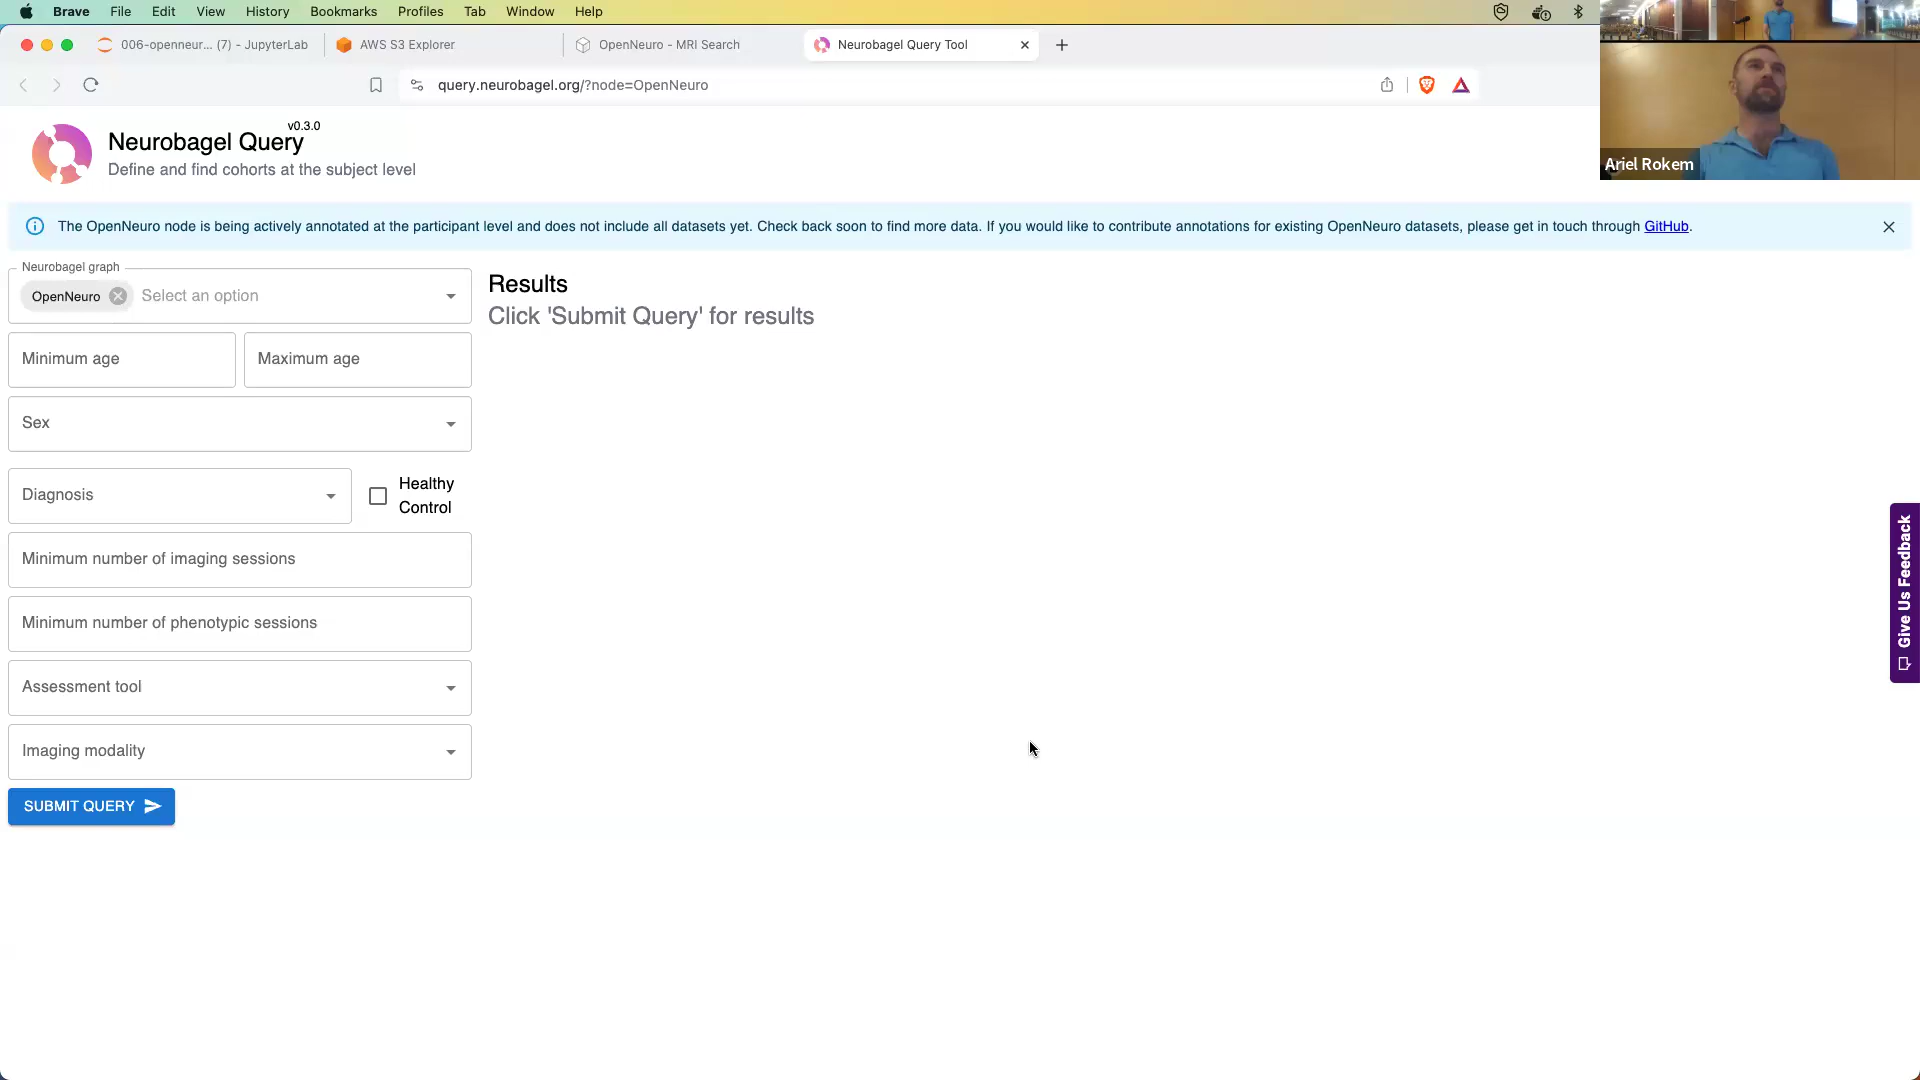 Brave File Edit View History Bookmarks Profiles Tab Window Help
006-openneur... (7) - JupyterLab
AWS S3 Explorer
OpenNeuro - MRI Search
Neurobagel Query Tool
query.neurobagel.org/?node=OpenNeuro
Ariel Rokem
Neurobagel Query
v0.3.0
Define and find cohorts at the subject level
The OpenNeuro node is being actively annotated at the participant level and does not include all datasets yet. Check back soon to find more data. If you would like to contribute annotations for existing OpenNeuro datasets, please get in touch through GitHub.
Neurobagel graph
OpenNeuro
Select an option
Results
Click 'Submit Query' for results
Minimum age
Maximum age
Sex
Diagnosis
Healthy
Control
Minimum number of imaging sessions
Minimum number of phenotypic sessions
Assessment tool
Imaging modality
SUBMIT QUERY
Give Us Feedback